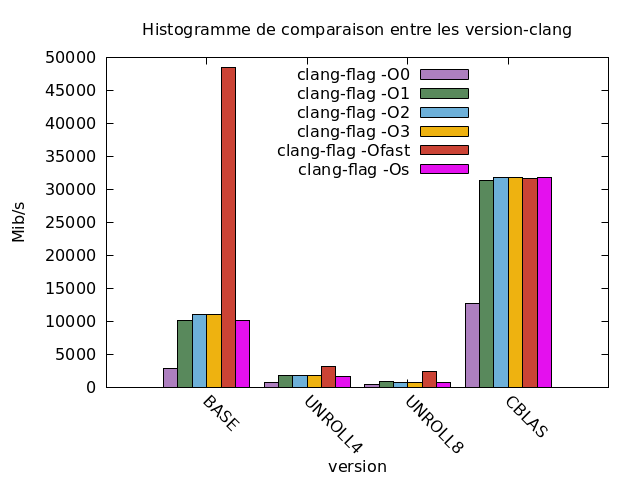 Histogramme de comparaison entre les version-clang
50000
45000
40000
35000
30000
25000
20000
15000
10000
5000
0
Mib/s
clang-flag -O0
clang-flag -O1
clang-flag -O2
clang-flag -O3
clang-flag -Ofast
clang-flag -Os
BASE
UNROLL4
UNROLL8
CBLAS
version